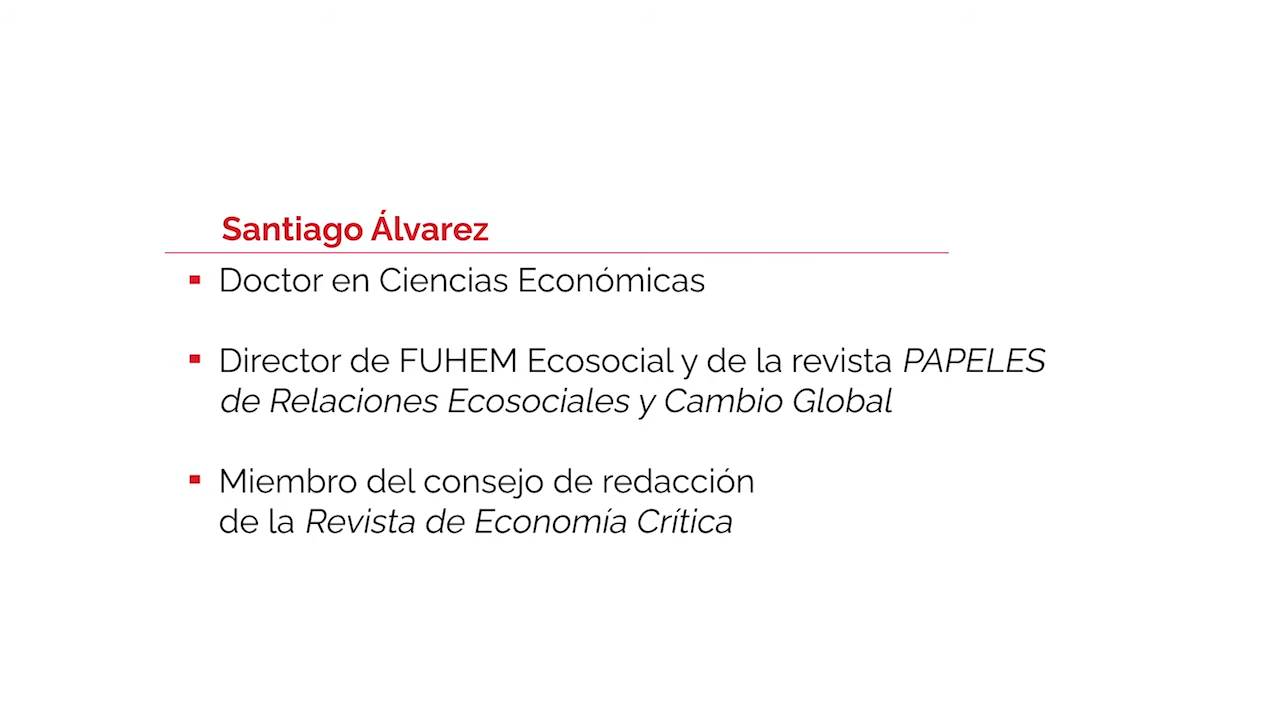 Santiago Álvarez
Doctor en Ciencias Económicas
Director de FUHEM Ecosocial y de la revista PAPELES
de Relaciones Ecosociales y Cambio Global
Miembro del consejo de redacción
de la Revista de Economía Crítica